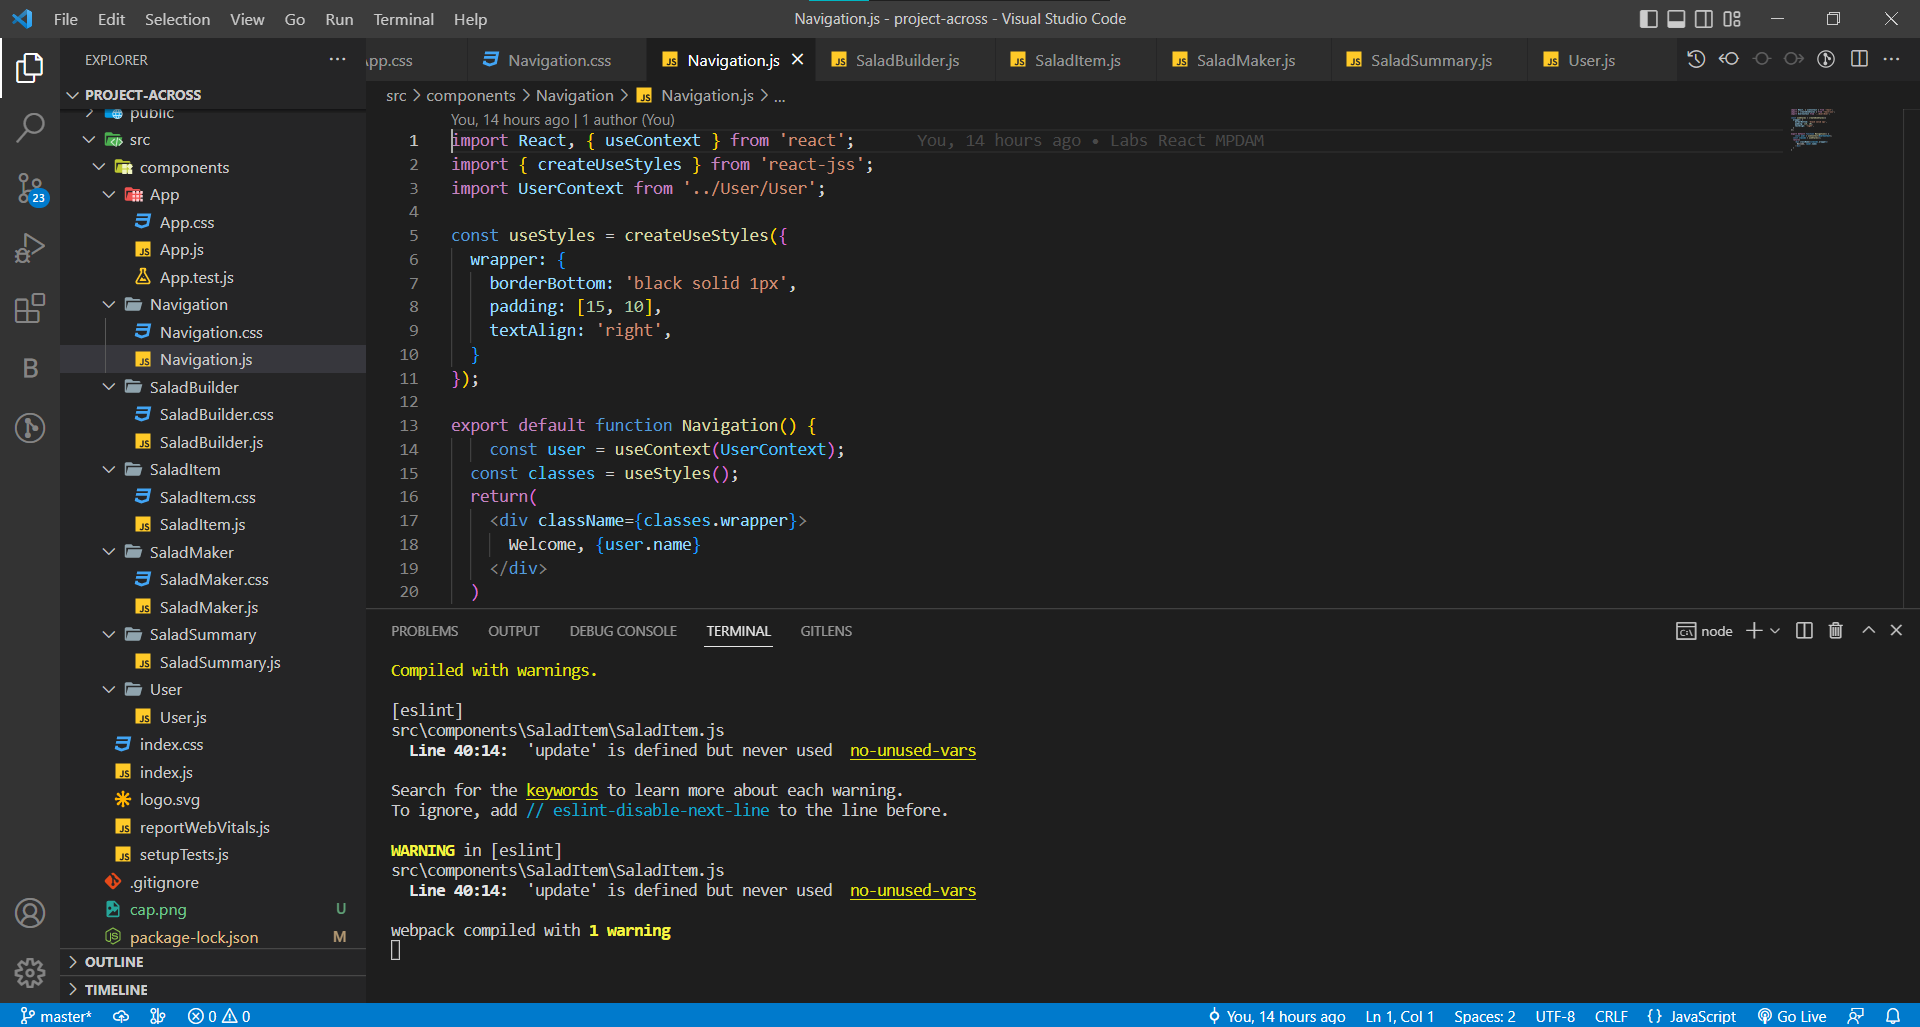 File Edit Selection View Go Run Terminal Help
Navigation.js - project-across - Visual Studio Code
EXPLORER
PROJECT-ACROSS
public
src
components
App
App.css
App.js
App.test.js
Navigation
Navigation.css
Navigation.js
SaladBuilder
SaladBuilder.css
SaladBuilder.js
SaladItem
SaladItem.css
SaladItem.js
SaladMaker
SaladMaker.css
SaladMaker.js
SaladSummary
SaladSummary.js
User
User.js
index.css
index.js
logo.svg
reportWebVitals.js
setupTests.js
.gitignore
cap.png U
package-lock.json M
OUTLINE
TIMELINE
23
B
pp.css Navigation.css Navigation.js SaladBuilder.js SaladItem.js SaladMaker.js SaladSummary.js User.js
src > components > Navigation > JS Navigation.js > ...
You, 14 hours ago | 1 author (You)
1 import React, { useContext } from 'react'; You, 14 hours ago • Labs React MPDAM
2 import { createUseStyles } from 'react-jss';
3 import UserContext from '../User/User';
4
5 const useStyles = createUseStyles({
6 wrapper: {
7 borderBottom: 'black solid 1px',
8 padding: [15, 10],
9 textAlign: 'right',
10 }
11 });
12
13 export default function Navigation() {
14 const user = useContext(UserContext);
15 const classes = useStyles();
16 return(
17 <div className={classes.wrapper}>
18 Welcome, {user.name}
19 </div>
20 )
PROBLEMS OUTPUT DEBUG CONSOLE TERMINAL GITLENS
node
Compiled with warnings.
[eslint]
src\components\SaladItem\SaladItem.js
Line 40:14: 'update' is defined but never used no-unused-vars
Search for the keywords to learn more about each warning.
To ignore, add // eslint-disable-next-line to the line before.
WARNING in [eslint]
src\components\SaladItem\SaladItem.js
Line 40:14: 'update' is defined but never used no-unused-vars
webpack compiled with 1 warning
master* 0 0 You, 14 hours ago Ln 1, Col 1 Spaces: 2 UTF-8 CRLF {} JavaScript Go Live